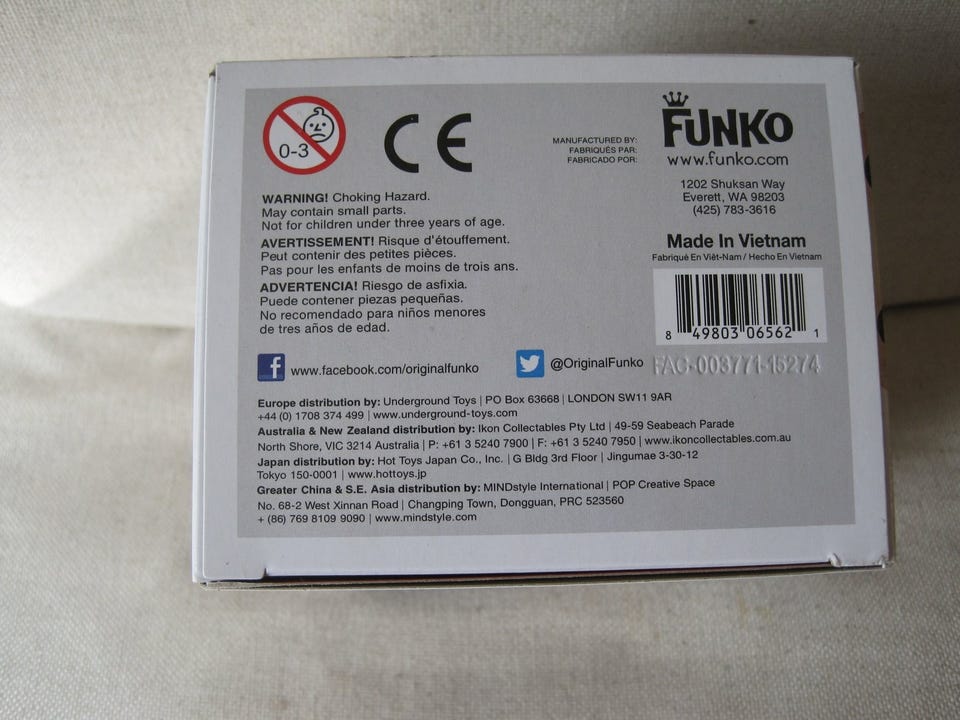 0-3
CE
MANUFACTURED BY:
FABRIQUÉS PAR:
FABRICADO POR:
FUNKO
www.funko.com
1202 Shuksan Way
Everett, WA 98203
(425) 783-3616
Made In Vietnam
Fabriqué En Viêt-Nam / Hecho En Vietnam
8 49803 06562 1
FAC-003771-15274
WARNING! Choking Hazard.
May contain small parts.
Not for children under three years of age.
AVERTISSEMENT! Risque d'étouffement.
Peut contenir des petites pièces.
Pas pour les enfants de moins de trois ans.
ADVERTENCIA! Riesgo de asfixia.
Puede contener piezas pequeñas.
No recomendado para niños menores
de tres años de edad.
f www.facebook.com/originalfunko
@OriginalFunko
Europe distribution by: Underground Toys | PO Box 63668 | LONDON SW11 9AR
+44 (0) 1708 374 499 | www.underground-toys.com
Australia & New Zealand distribution by: Ikon Collectables Pty Ltd | 49-59 Seabeach Parade
North Shore, VIC 3214 Australia | P: +61 3 5240 7900 | F: +61 3 5240 7950 | www.ikoncollectables.com.au
Japan distribution by: Hot Toys Japan Co., Inc. | G Bldg 3rd Floor | Jingumae 3-30-12
Tokyo 150-0001 | www.hottoys.jp
Greater China & S.E. Asia distribution by: MINDstyle International | POP Creative Space
No. 68-2 West Xinnan Road | Changping Town, Dongguan, PRC 523560
+ (86) 769 8109 9090 | www.mindstyle.com